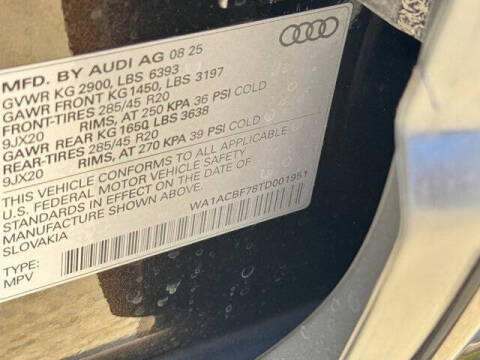 MFD. BY AUDI AG 08 25
GVWR KG 2900, LBS 6393
GAWR FRONT KG 1450, LBS 3197
FRONT-TIRES 285/45 R20
9JX20 RIMS, AT 250 KPA 36 PSI COLD
GAWR REAR KG 1650 LBS 3638
REAR-TIRES 285/45 R20
9JX20 RIMS, AT 270 KPA 39 PSI COLD
THIS VEHICLE CONFORMS TO ALL APPLICABLE
U.S. FEDERAL MOTOR VEHICLE SAFETY
STANDARDS IN EFFECT ON THE DATE OF
MANUFACTURE SHOWN ABOVE.
SLOVAKIA WA1ACBF78TD001951
TYPE:
MPV